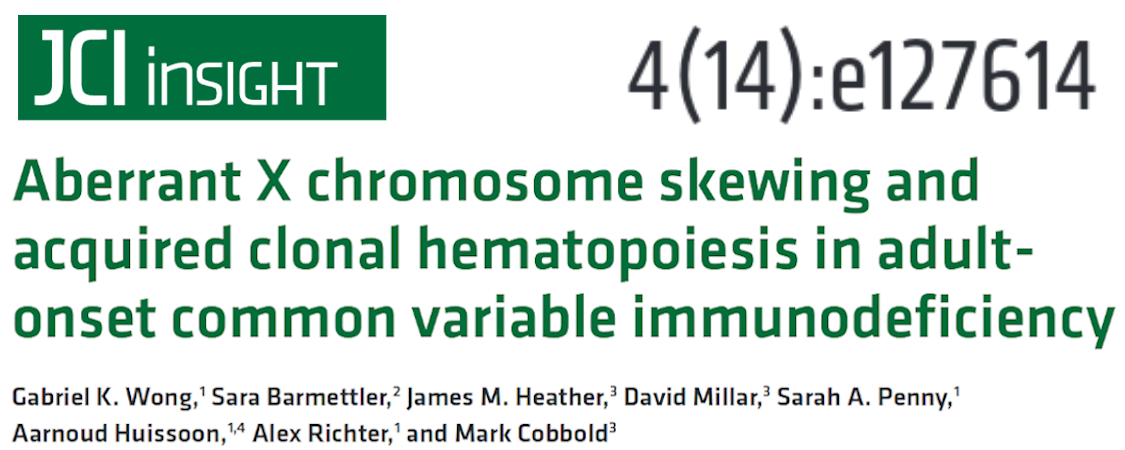 JCI insight
4(14):e127614
Aberrant X chromosome skewing and
acquired clonal hematopoiesis in adult-
onset common variable immunodeficiency
Gabriel K. Wong,¹ Sara Barmettler,² James M. Heather,³ David Millar,³ Sarah A. Penny,¹
Aarnoud Huissoon,¹,⁴ Alex Richter,¹ and Mark Cobbold³